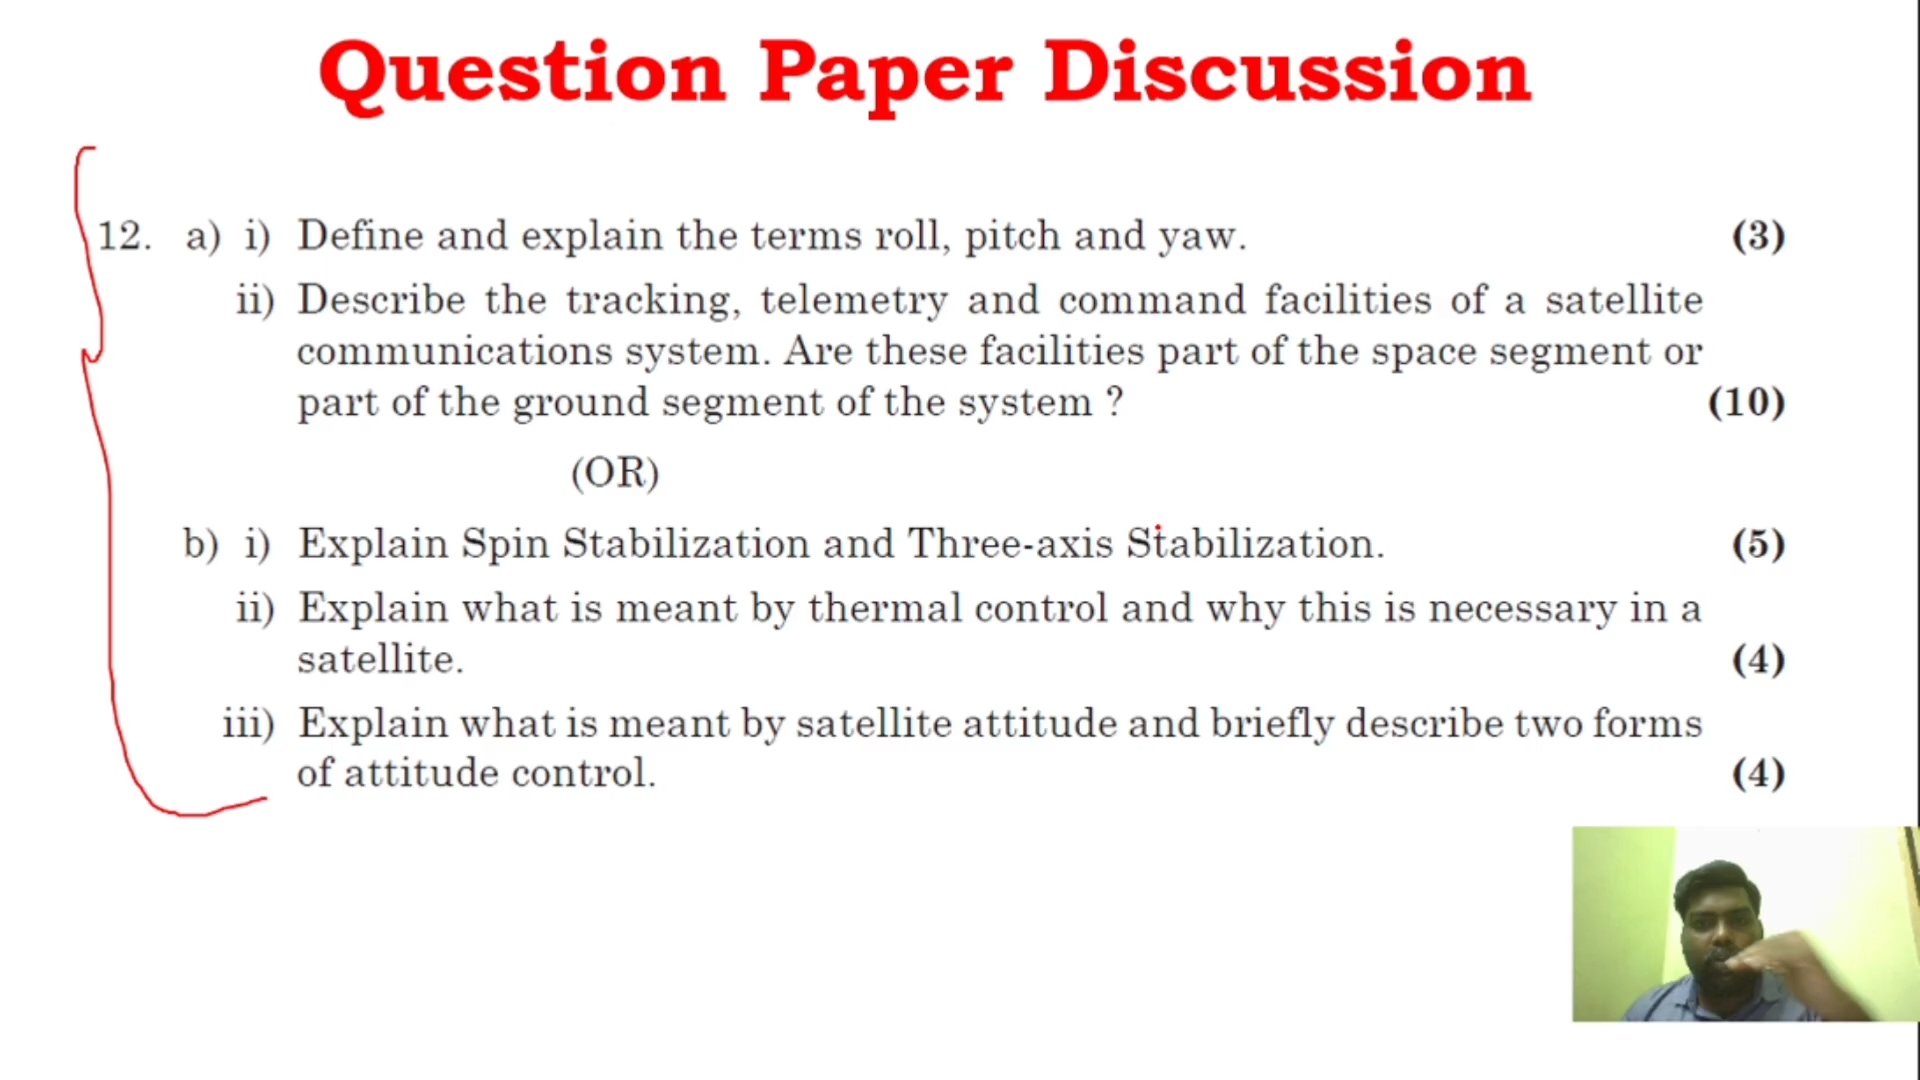 Question Paper Discussion
12. a) i) Define and explain the terms roll, pitch and yaw. (3)
ii) Describe the tracking, telemetry and command facilities of a satellite
communications system. Are these facilities part of the space segment or
part of the ground segment of the system ? (10)
(OR)
b) i) Explain Spin Stabilization and Three-axis Stabilization. (5)
ii) Explain what is meant by thermal control and why this is necessary in a
satellite. (4)
iii) Explain what is meant by satellite attitude and briefly describe two forms
of attitude control. (4)